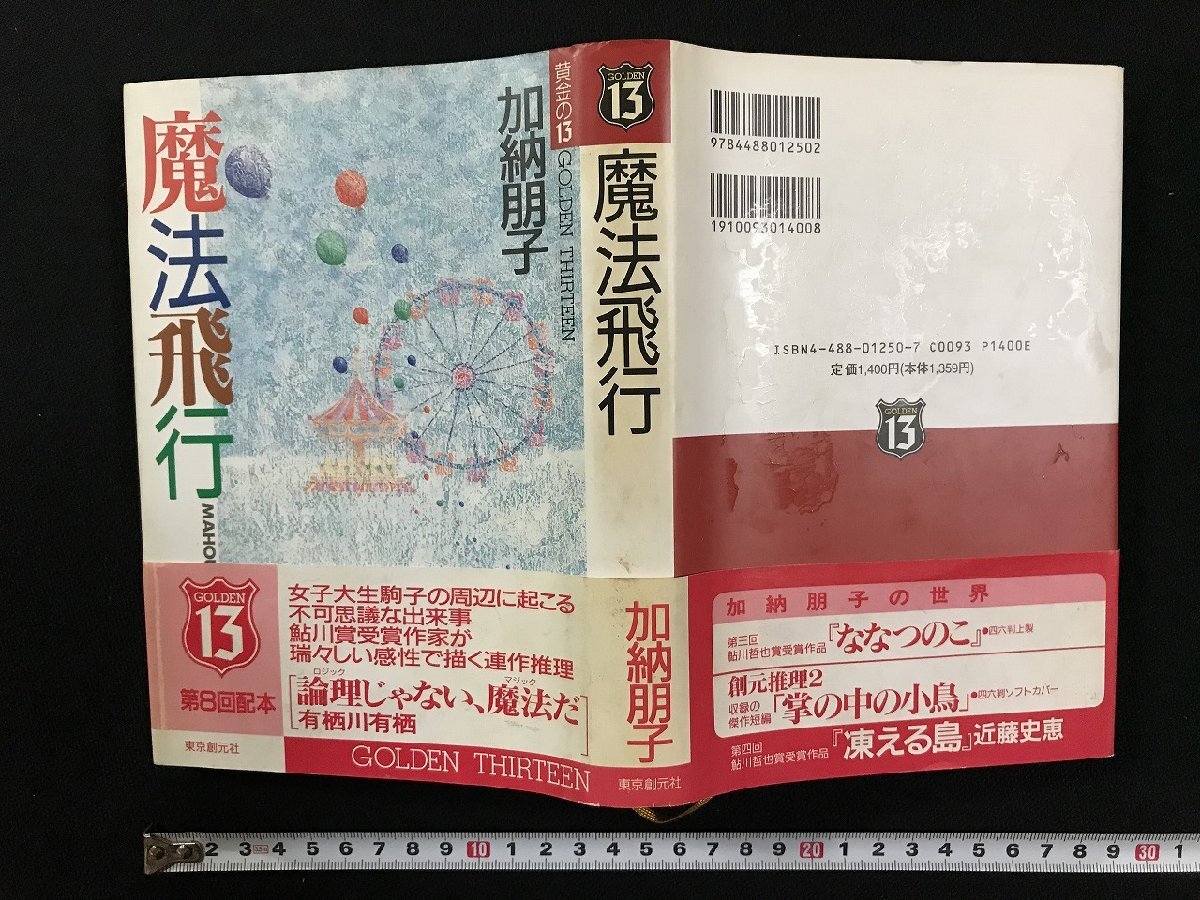 魔法飛行
MAHOU
加納朋子
黄金の13 GOLDEN THIRTEEN
GOLDEN
13
第8回配本
東京創元社
女子大生駒子の周辺に起こる
不可思議な出来事
鮎川賞受賞作家が
瑞々しい感性で描く連作推理
ロジック マジック
論理じゃない、魔法だ
有栖川有栖
GOLDEN THIRTEEN
GOLDEN
13
魔法飛行
加納朋子
東京創元社
9784488012502
1910093014008
ISBN4-488-01250-7 C0093 P1400E
定価1,400円(本体1,359円)
GOLDEN
13
加納朋子の世界
第三回
鮎川哲也賞受賞作品『ななつのこ』●四六判上製
創元推理2
収録の
傑作短編「掌の中の小鳥」●四六判ソフトカバー
第四回
鮎川哲也賞受賞作品『凍える島』近藤史恵
2 3 4 5 6 7 8 9 10 1 2 3 4 5 6 7 8 9 20 1 2 3 4 5 6 7 8 9 30 1